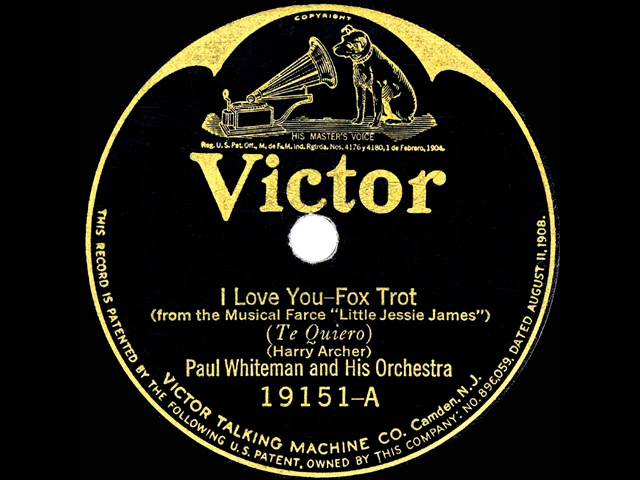 COPYRIGHT
HIS MASTER'S VOICE
Reg. U.S. Pat. Off., M. de F., M. Ind. Rgtrda. Nos. 4176 y 4180, 1 de Febrero, 1904.
Victor
I Love You–Fox Trot
(from the Musical Farce "Little Jessie James")
(Te Quiero)
(Harry Archer)
Paul Whiteman and His Orchestra
19151–A
VICTOR TALKING MACHINE CO. Camden, N.J.
THIS RECORD IS PATENTED BY THE FOLLOWING U.S. PATENT, OWNED BY THIS COMPANY: NO. 896,059, DATED AUGUST 11, 1908.